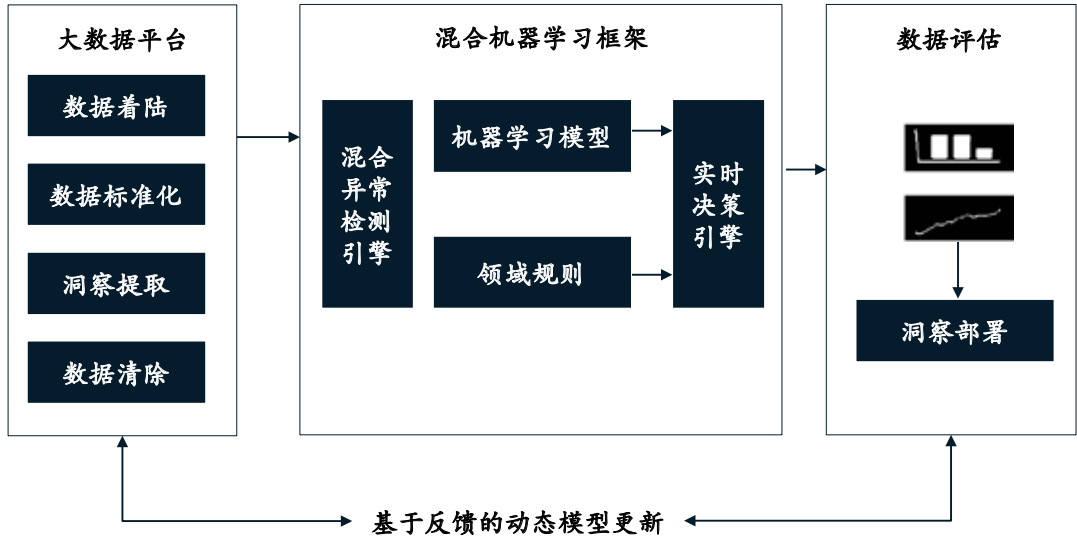 大数据平台
数据着陆
数据标准化
洞察提取
数据清除
混合机器学习框架
混合
异常
检测
引擎
机器学习模型
领域规则
实时
决策
引擎
数据评估
洞察部署
基于反馈的动态模型更新